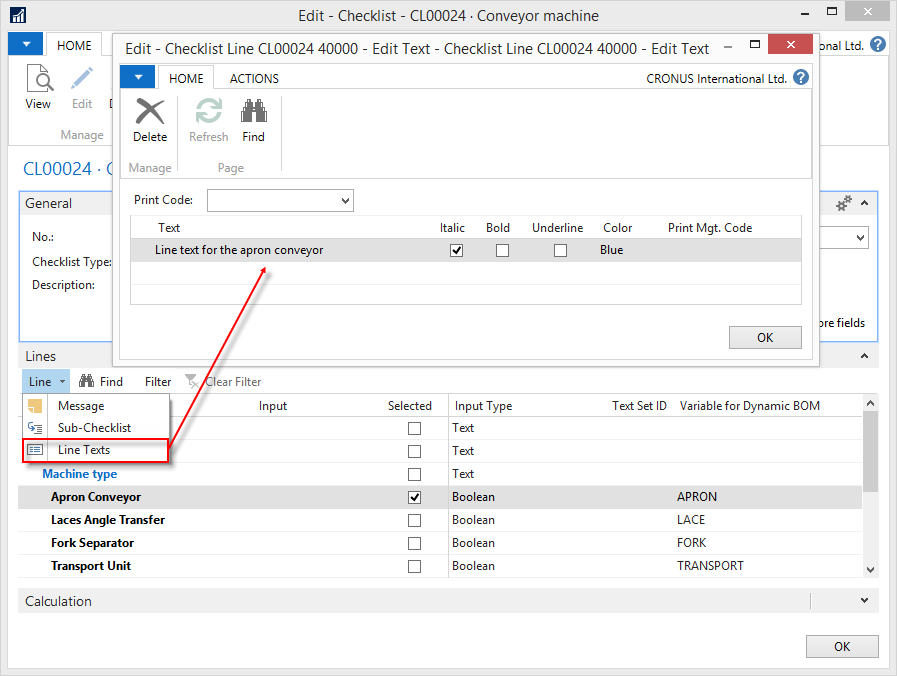 Edit - Checklist - CL00024 · Conveyor machine
HOME
onal Ltd.
View
Edit
Manage
CL00024 ·
General
No.:
Checklist Type:
Description:
ore fields
Edit - Checklist Line CL00024 40000 - Edit Text - Checklist Line CL00024 40000 - Edit Text
HOME ACTIONS
CRONUS International Ltd.
Delete
Refresh
Find
Manage
Page
Print Code:
Text Italic Bold Underline Color Print Mgt. Code
Line text for the apron conveyor Blue
OK
Lines
Line Find Filter Clear Filter
Message
Sub-Checklist
Line Texts
Input Selected Input Type Text Set ID Variable for Dynamic BOM
Text
Text
Machine type Text
Apron Conveyor Boolean APRON
Laces Angle Transfer Boolean LACE
Fork Separator Boolean FORK
Transport Unit Boolean TRANSPORT
Calculation
OK